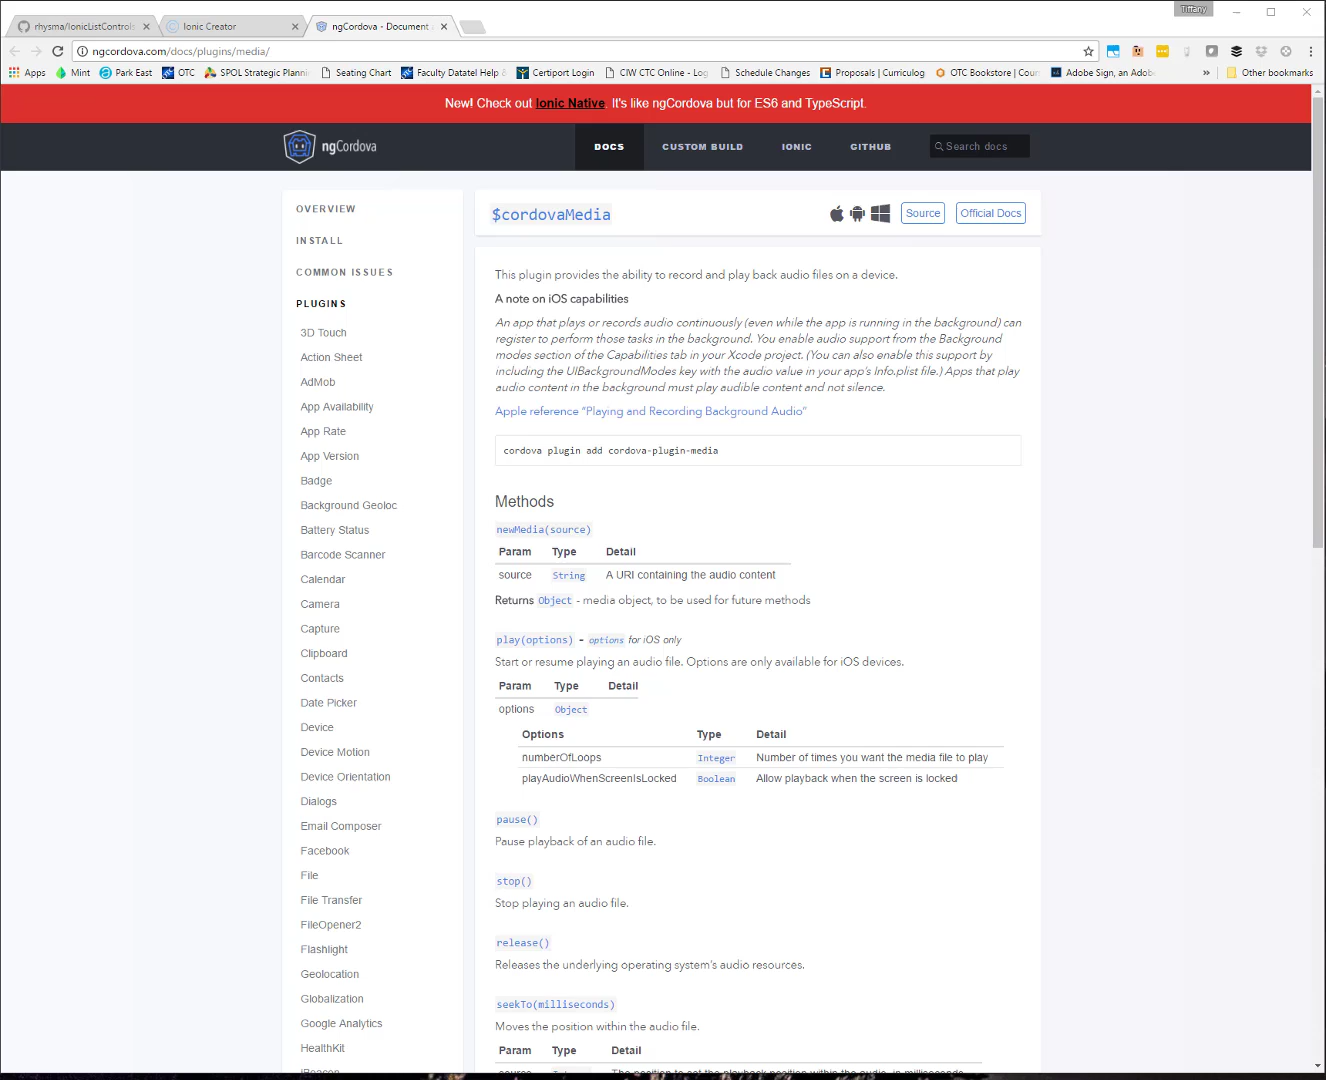 Tiffany
rhysma/IonicListControls
Ionic Creator
ngCordova - Document
ngcordova.com/docs/plugins/media/
Apps
Mint
Park East
OTC
SPOL Strategic Planni
Seating Chart
Faculty Datatel Help
Certiport Login
CIW CTC Online - Log
Schedule Changes
Proposals | Curriculog
OTC Bookstore | Cour
Adobe Sign, an Adob
»
Other bookmarks
New! Check out Ionic Native. It's like ngCordova but for ES6 and TypeScript.
ngCordova
DOCS
CUSTOM BUILD
IONIC
GITHUB
Search docs
OVERVIEW
INSTALL
COMMON ISSUES
PLUGINS
3D Touch
Action Sheet
AdMob
App Availability
App Rate
App Version
Badge
Background Geoloc
Battery Status
Barcode Scanner
Calendar
Camera
Capture
Clipboard
Contacts
Date Picker
Device
Device Motion
Device Orientation
Dialogs
Email Composer
Facebook
File
File Transfer
FileOpener2
Flashlight
Geolocation
Globalization
Google Analytics
HealthKit
iBeacon
$cordovaMedia
Source
Official Docs
This plugin provides the ability to record and play back audio files on a device.
A note on iOS capabilities
An app that plays or records audio continuously (even while the app is running in the background) can
register to perform those tasks in the background. You enable audio support from the Background
modes section of the Capabilities tab in your Xcode project. (You can also enable this support by
including the UIBackgroundModes key with the audio value in your app's Info.plist file.) Apps that play
audio content in the background must play audible content and not silence.
Apple reference "Playing and Recording Background Audio"
cordova plugin add cordova-plugin-media
Methods
newMedia(source)
Param Type Detail
source String A URI containing the audio content
Returns Object - media object, to be used for future methods
play(options) - options for iOS only
Start or resume playing an audio file. Options are only available for iOS devices.
Param Type Detail
options Object
Options Type Detail
numberOfLoops Integer Number of times you want the media file to play
playAudioWhenScreenIsLocked Boolean Allow playback when the screen is locked
pause()
Pause playback of an audio file.
stop()
Stop playing an audio file.
release()
Releases the underlying operating system's audio resources.
seekTo(milliseconds)
Moves the position within the audio file.
Param Type Detail
source The position to set the playback position within the audio, in milliseconds